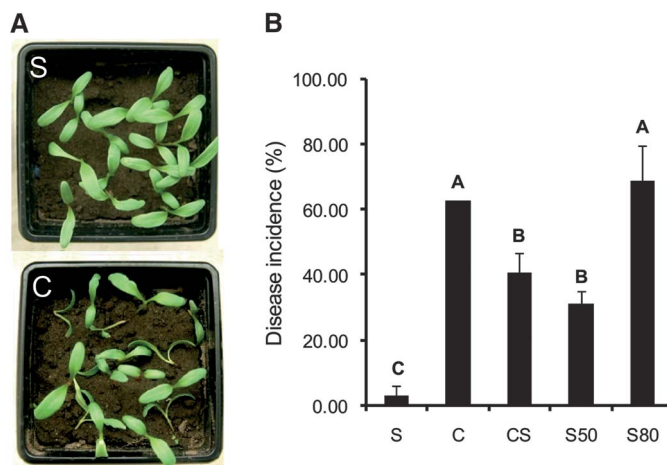 A
S
C
B
Disease incidence (%)
100.00
80.00
60.00
40.00
20.00
0.00
C
A
B
B
A
S
C
CS
S50
S80